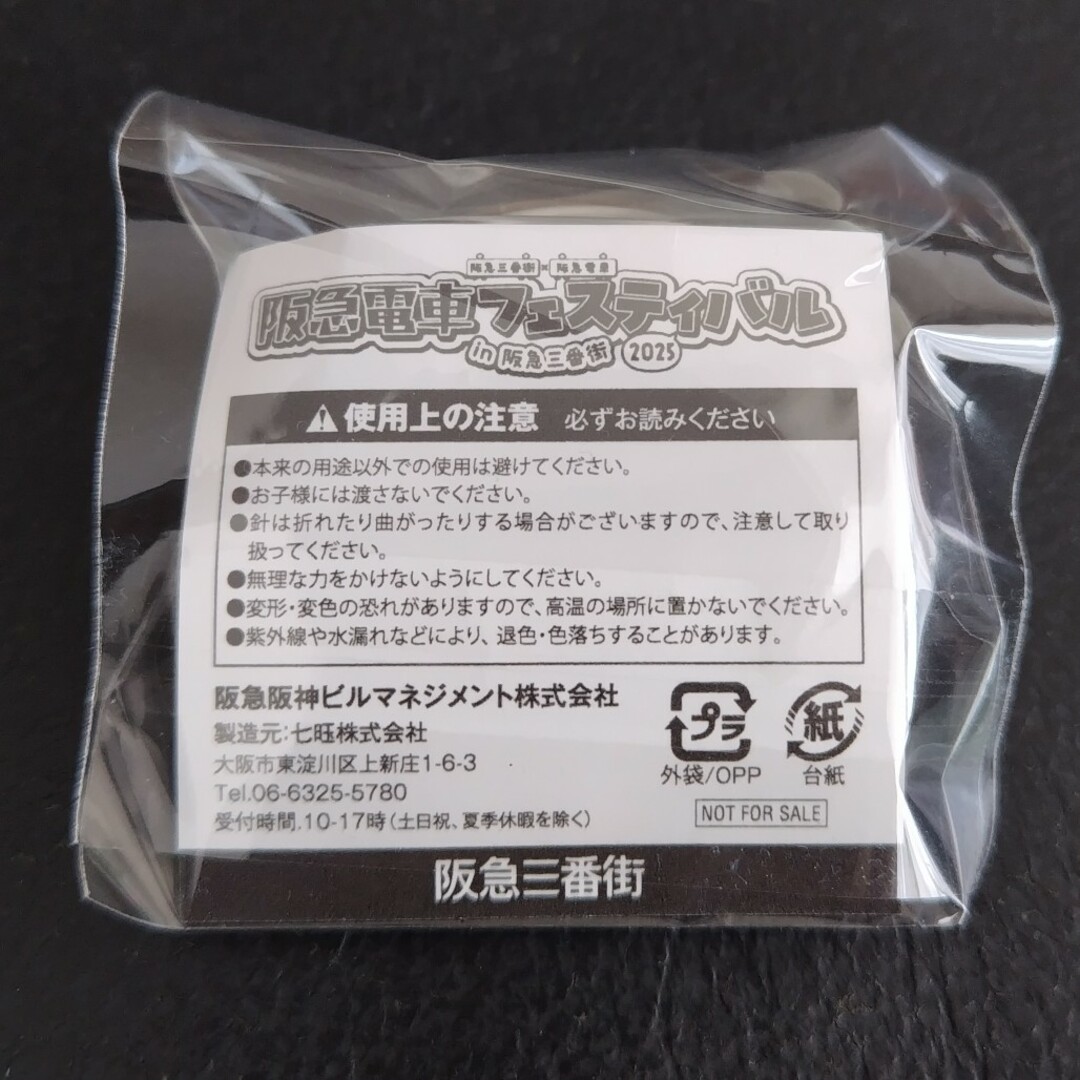 阪急三番街×阪急電車
阪急電車フェスティバル
in 阪急三番街 2025
使用上の注意 必ずお読みください
●本来の用途以外での使用は避けてください。
●お子様には渡さないでください。
●針は折れたり曲がったりする場合がございますので、注意して取り
扱ってください。
●無理な力をかけないようにしてください。
●変形・変色の恐れがありますので、高温の場所に置かないでください。
●紫外線や水漏れなどにより、退色・色落ちすることがあります。
阪急阪神ビルマネジメント株式会社
製造元:七旺株式会社
大阪市東淀川区上新庄1-6-3
Tel.06-6325-5780
受付時間.10-17時(土日祝、夏季休暇を除く)
プラ
外袋/OPP
紙
台紙
NOT FOR SALE
阪急三番街